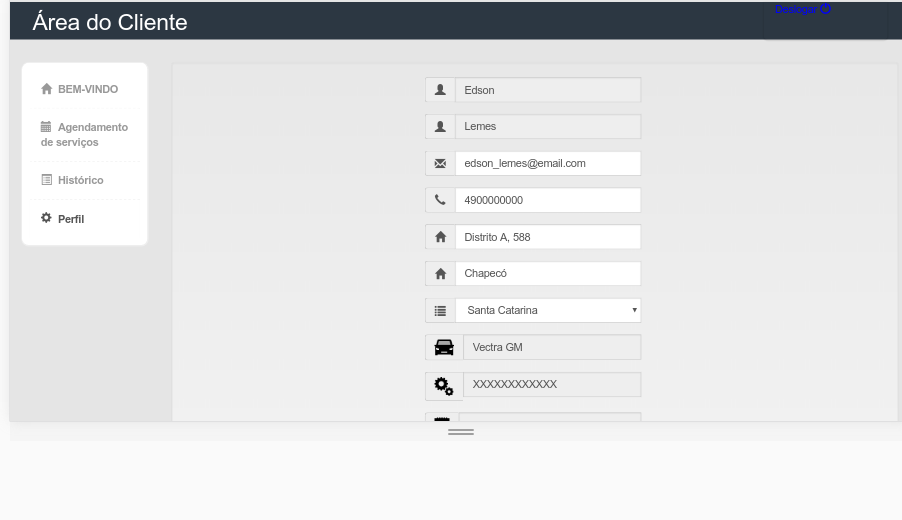 Área do Cliente
Deslogar
BEM-VINDO
Agendamento
de serviços
Histórico
Perfil
Edson
Lemes
edson_lemes@email.com
4900000000
Distrito A, 588
Chapecó
Santa Catarina
Vectra GM
XXXXXXXXXXXX